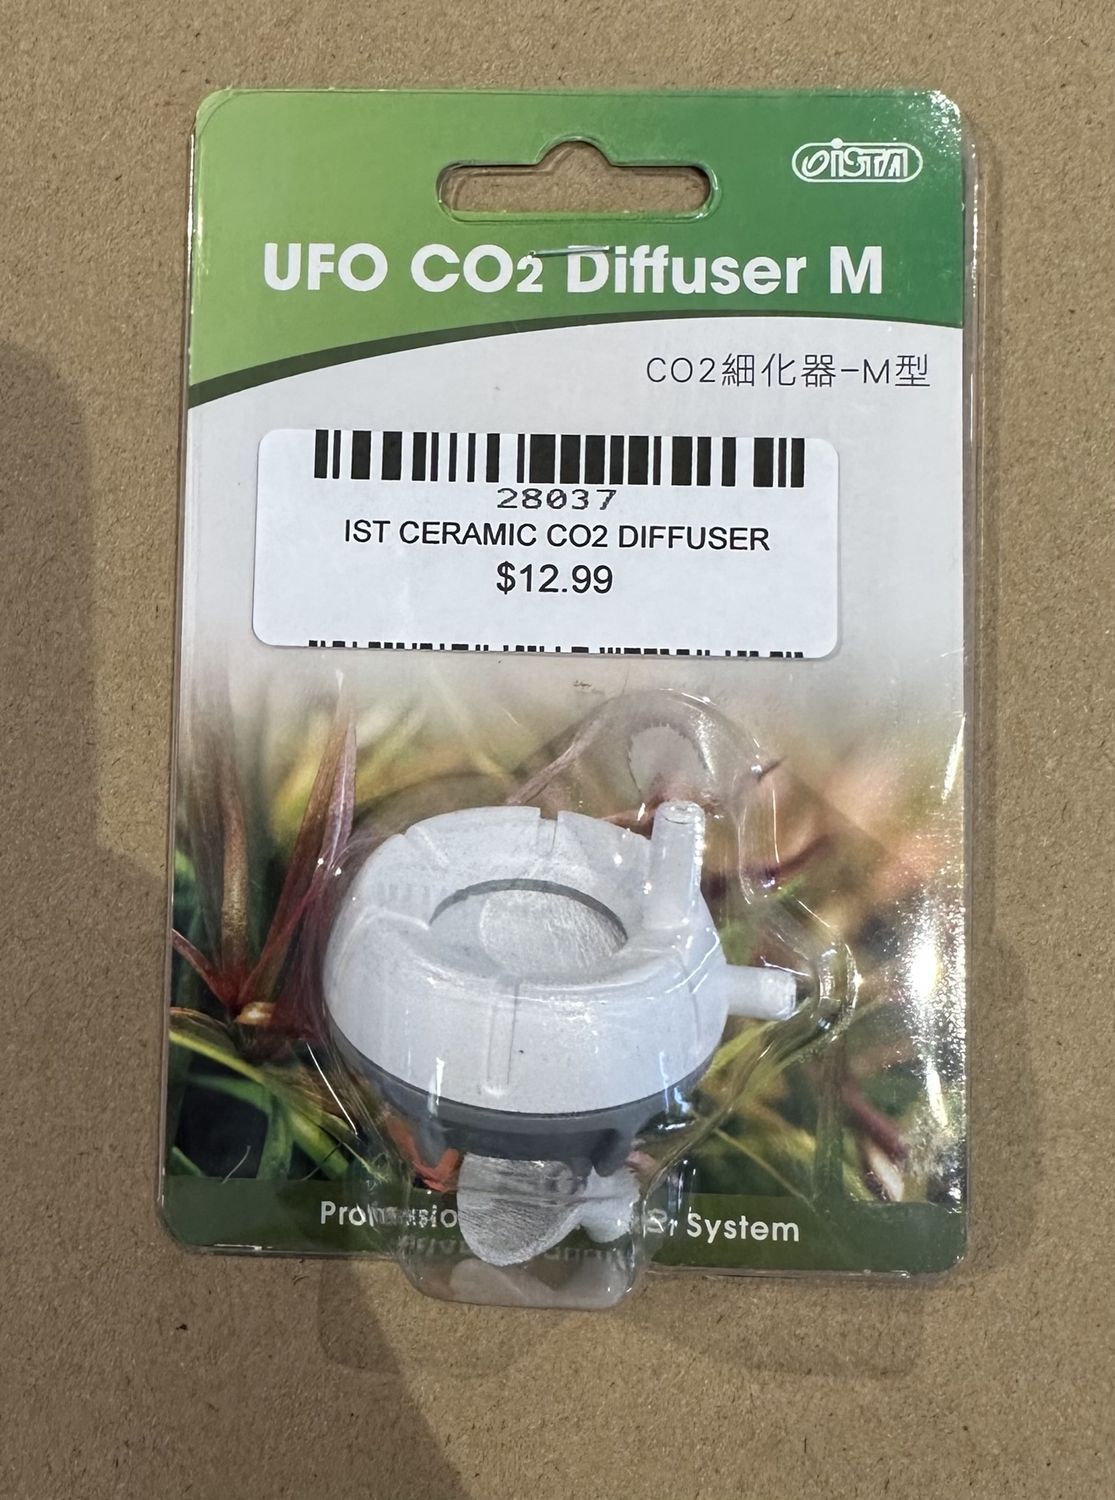 ISTA
UFO CO2 Diffuser M
CO2細化器-M型
28037
IST CERAMIC CO2 DIFFUSER
$12.99
System